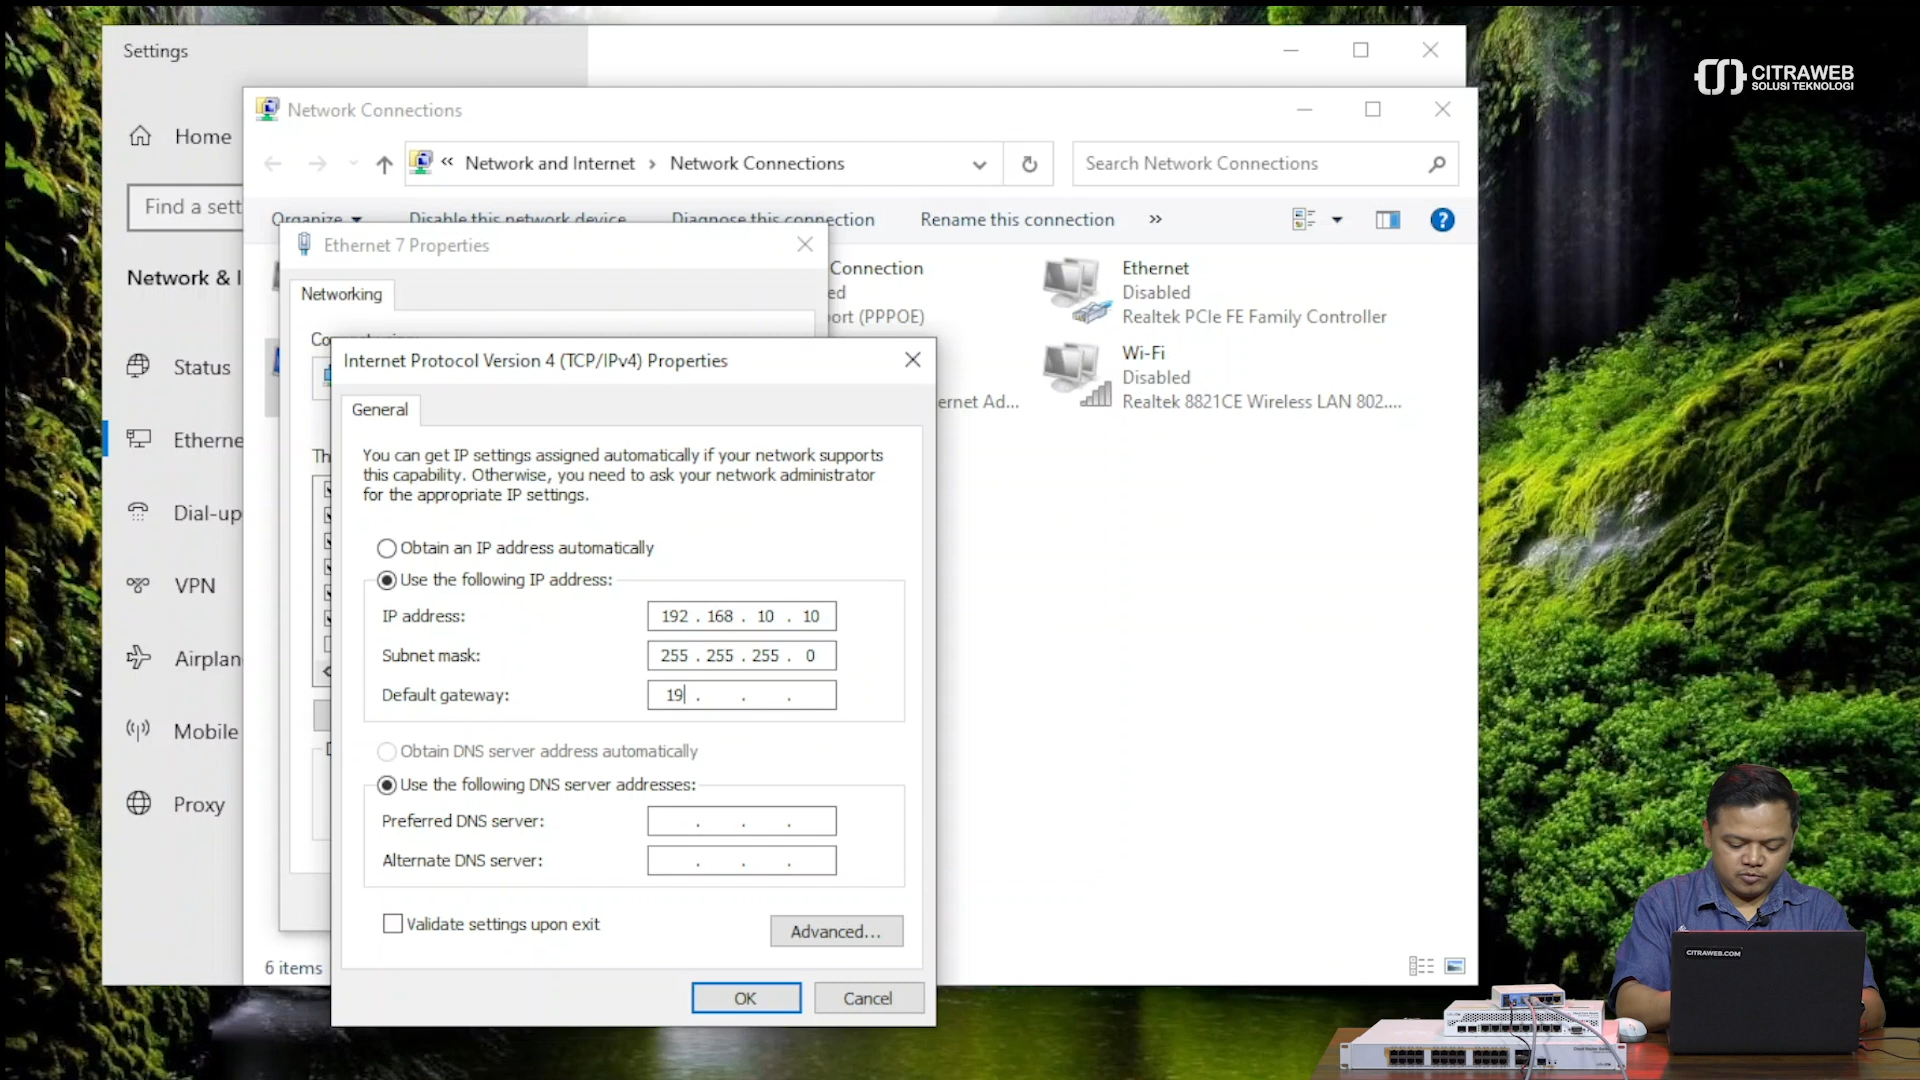 Settings
CITRAWEB
SOLUSI TEKNOLOGI
Network Connections
Home
« Network and Internet > Network Connections
Search Network Connections
Find a sett
Organize
Disable this network device
Diagnose this connection
Rename this connection
»
Ethernet 7 Properties
Network & I
Networking
Connection
ed
ort (PPPOE)
Ethernet
Disabled
Realtek PCIe FE Family Controller
Wi-Fi
Disabled
Realtek 8821CE Wireless LAN 802....
ernet Ad...
Co
Internet Protocol Version 4 (TCP/IPv4) Properties
Status
General
Etherne
Th
You can get IP settings assigned automatically if your network supports
this capability. Otherwise, you need to ask your network administrator
for the appropriate IP settings.
Dial-up
Obtain an IP address automatically
Use the following IP address:
VPN
IP address: 192 . 168 . 10 . 10
Subnet mask: 255 . 255 . 255 . 0
Airplan
Default gateway: 19 . . .
Mobile
Obtain DNS server address automatically
Use the following DNS server addresses:
Proxy
Preferred DNS server: . . .
Alternate DNS server: . . .
Validate settings upon exit
Advanced...
6 items
OK
Cancel
CITRAWEB.COM